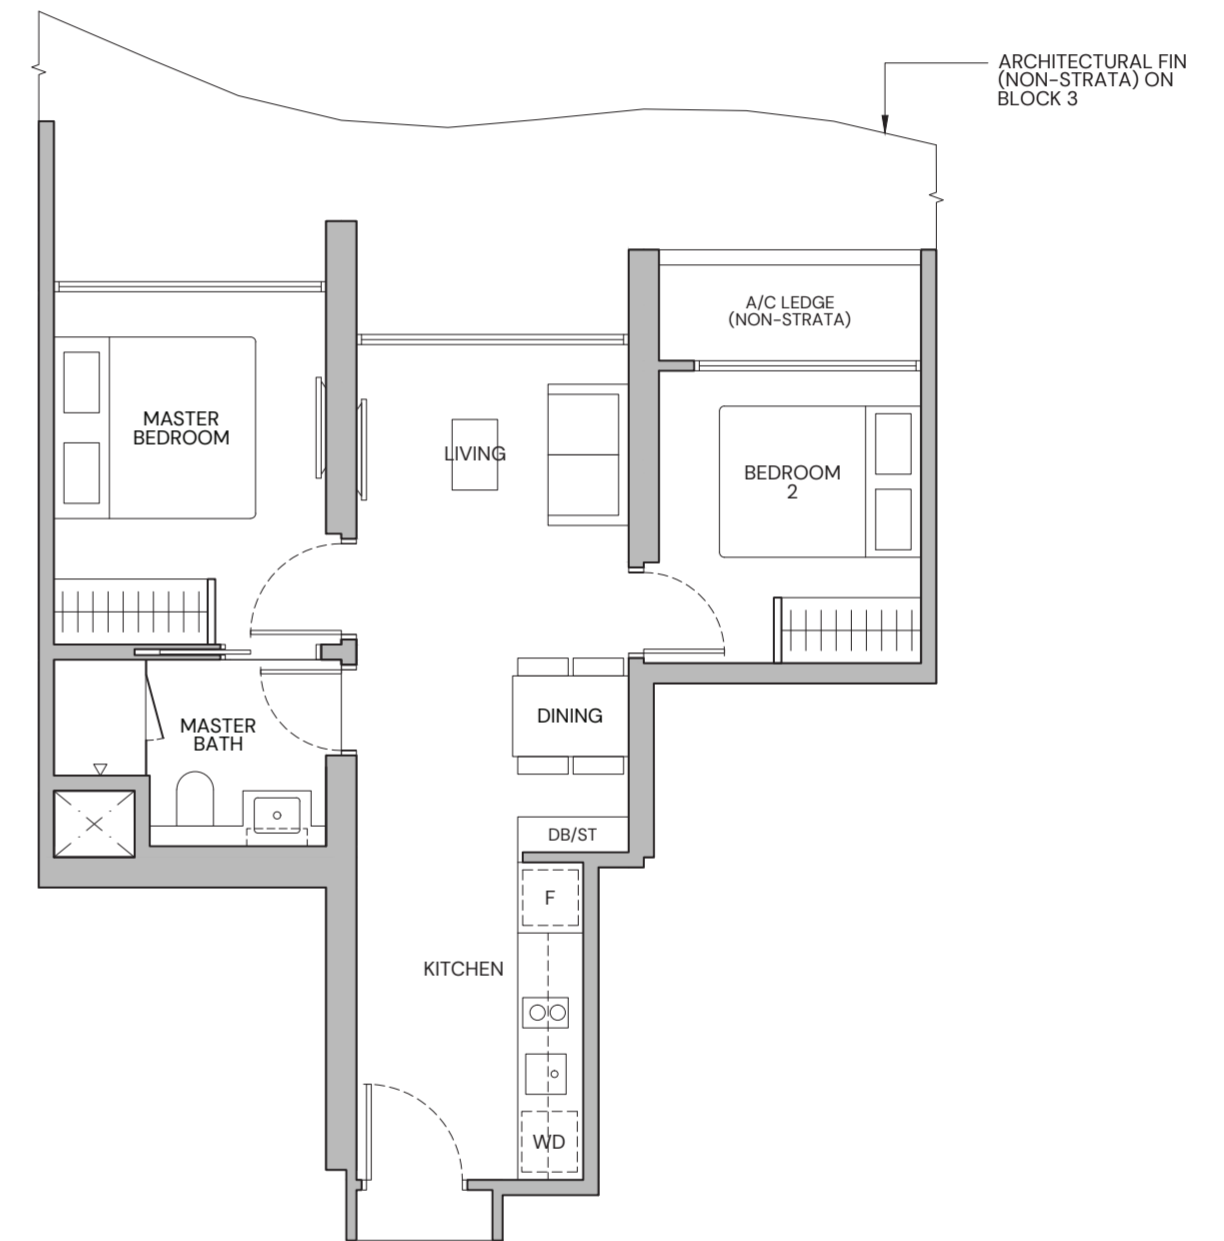 ARCHITECTURAL FIN
(NON-STRATA) ON
BLOCK 3
A/C LEDGE
(NON-STRATA)
MASTER
BEDROOM
LIVING
BEDROOM
2
MASTER
BATH
DINING
DB/ST
F
KITCHEN
WD